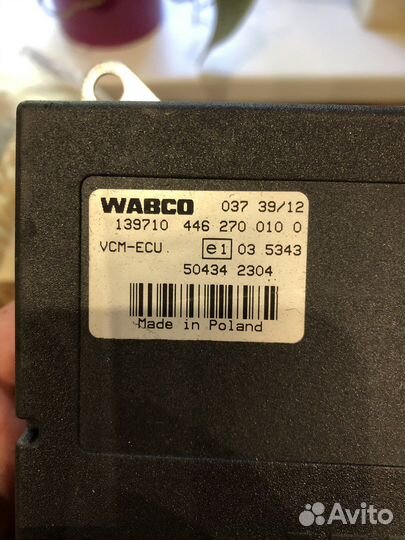 WABCO 037 39/12
139710 446 270 010 0
VCM-ECU e1 03 5343
50434 2304
Made in Poland
Avito